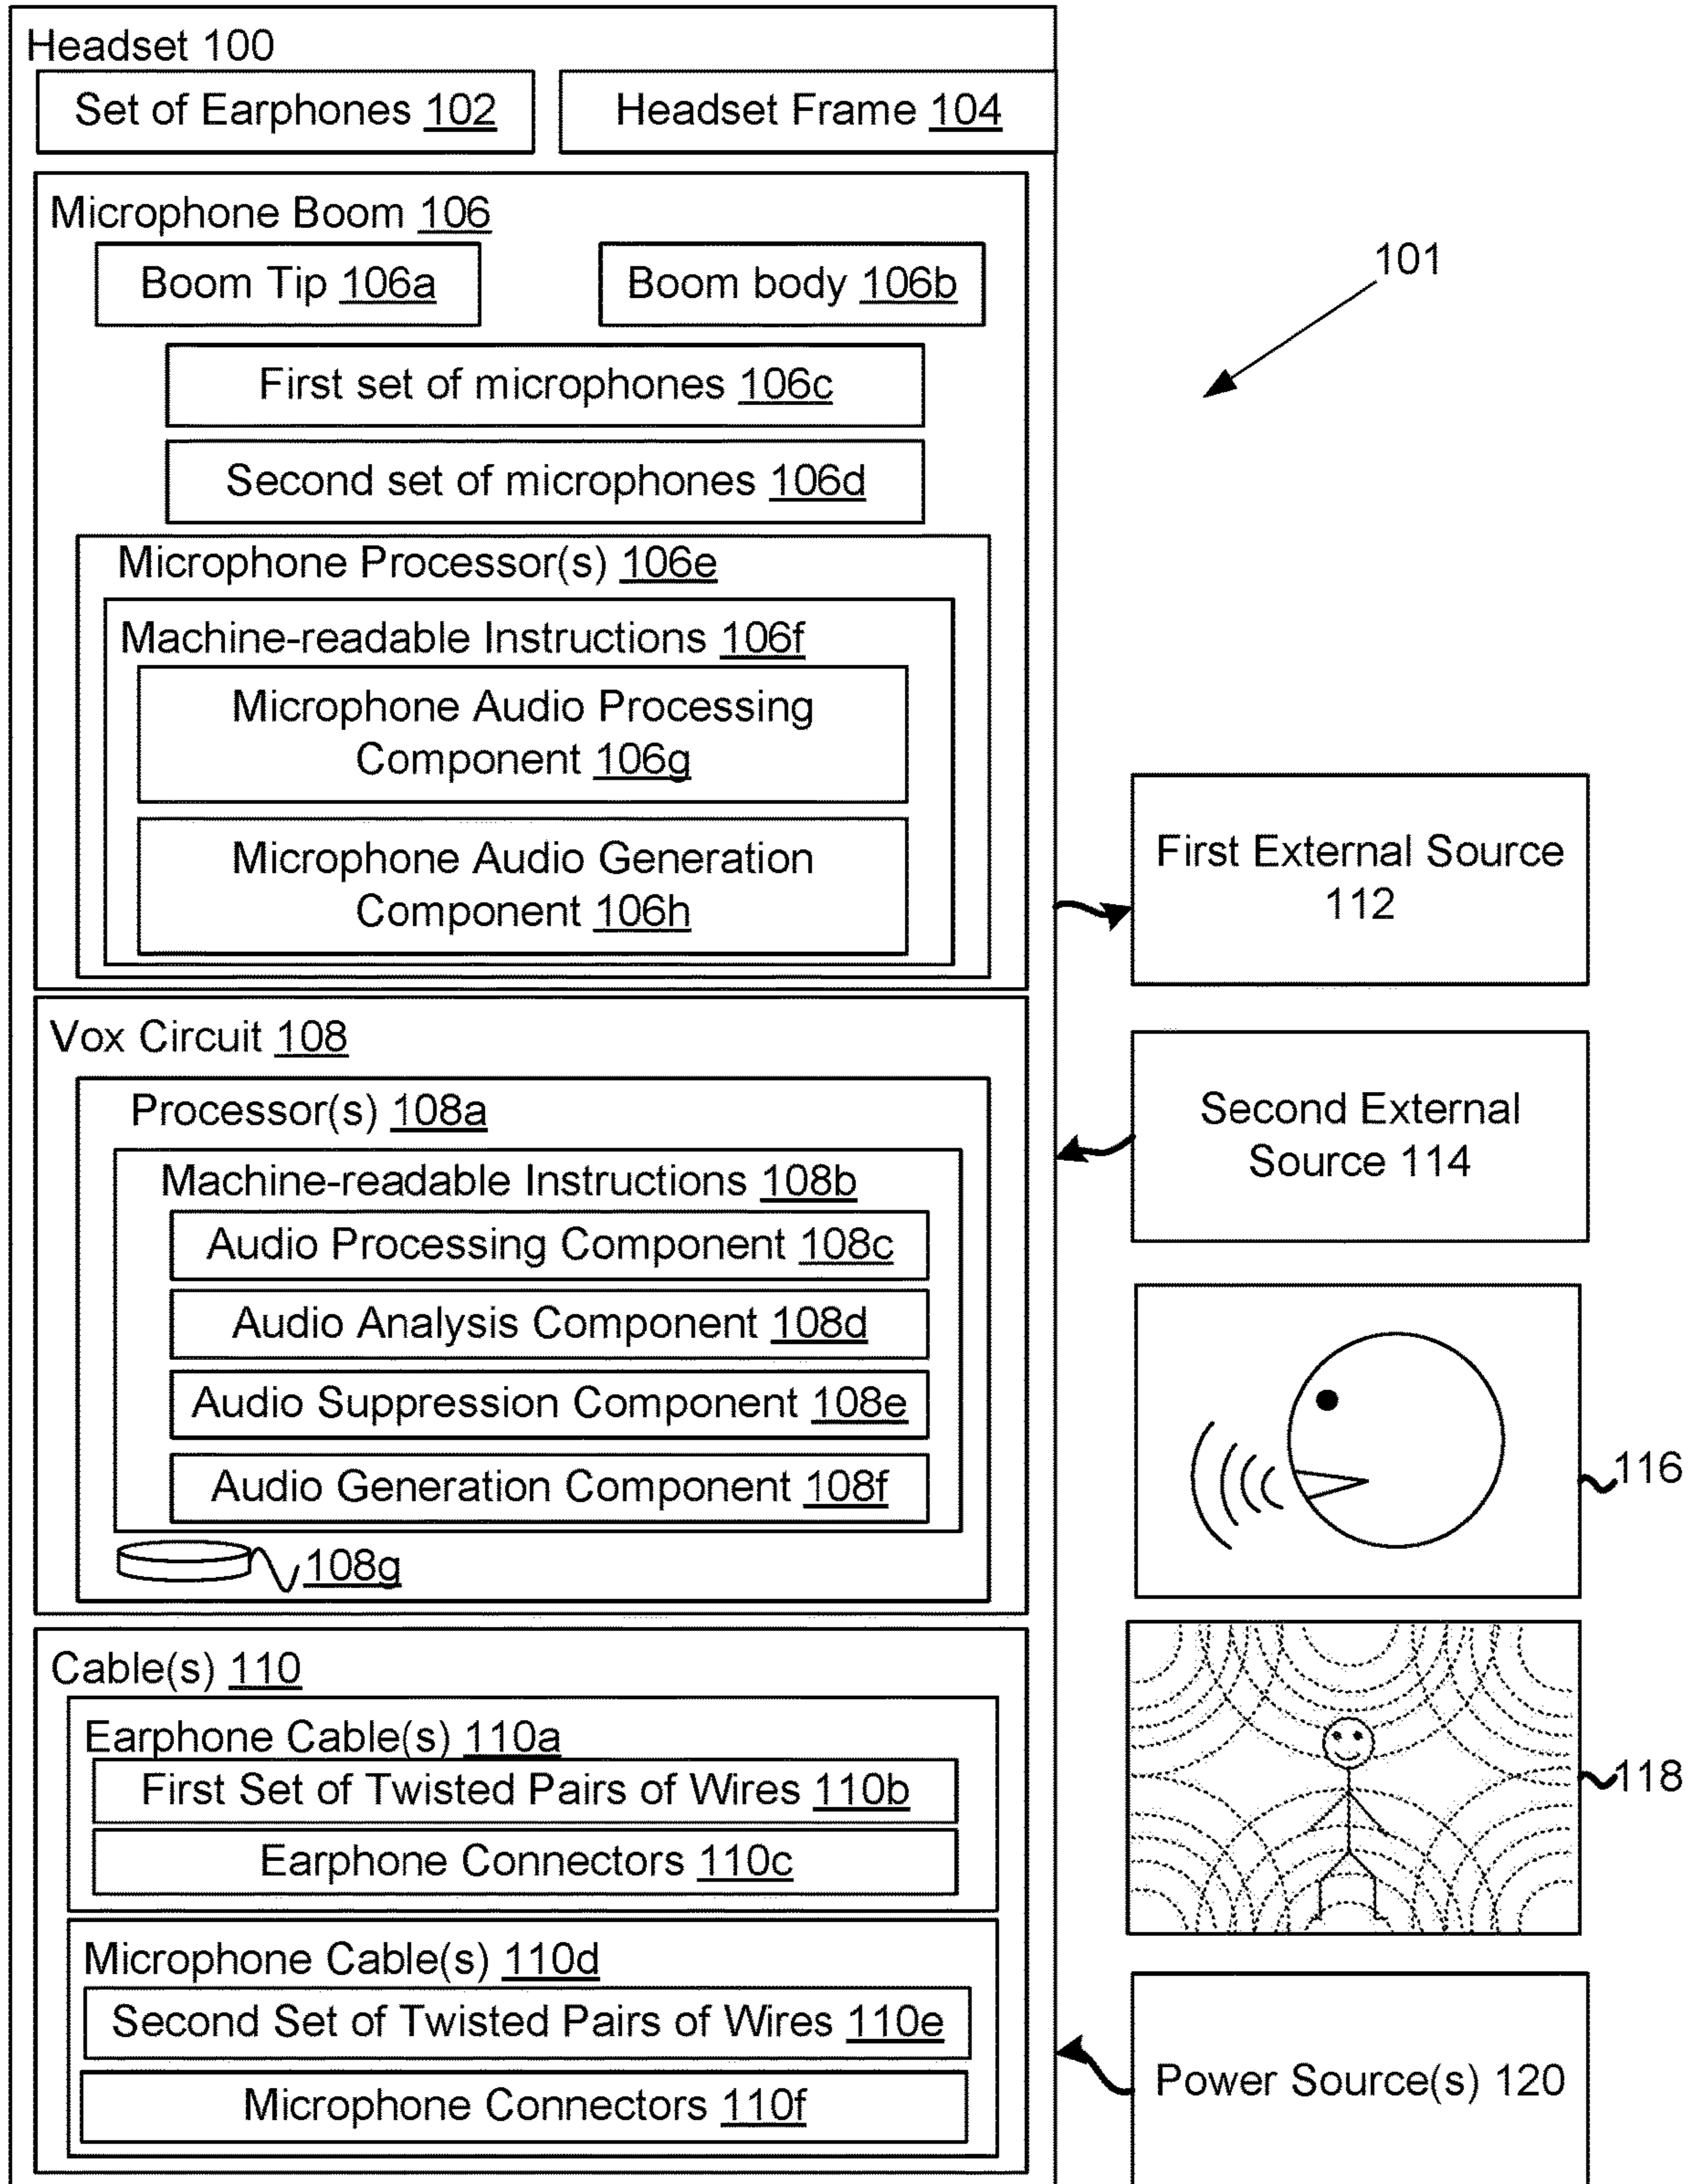 Headset 100
Set of Earphones 102
Headset Frame 104
Microphone Boom 106
Boom Tip 106a
Boom body 106b
101
First set of microphones 106c
Second set of microphones 106d
Microphone Processor(s) 106e
Machine-readable Instructions 106f
Microphone Audio Processing
Component 106g
Microphone Audio Generation
Component 106h
First External Source
112
Vox Circuit 108
Processor(s) 108a
Machine-readable Instructions 108b
Audio Processing Component 108c
Audio Analysis Component 108d
Audio Suppression Component 108e
Audio Generation Component 108f
108g
Second External
Source 114
116
118
Cable(s) 110
Earphone Cable(s) 110a
First Set of Twisted Pairs of Wires 110b
Earphone Connectors 110c
Microphone Cable(s) 110d
Second Set of Twisted Pairs of Wires 110e
Microphone Connectors 110f
Power Source(s) 120